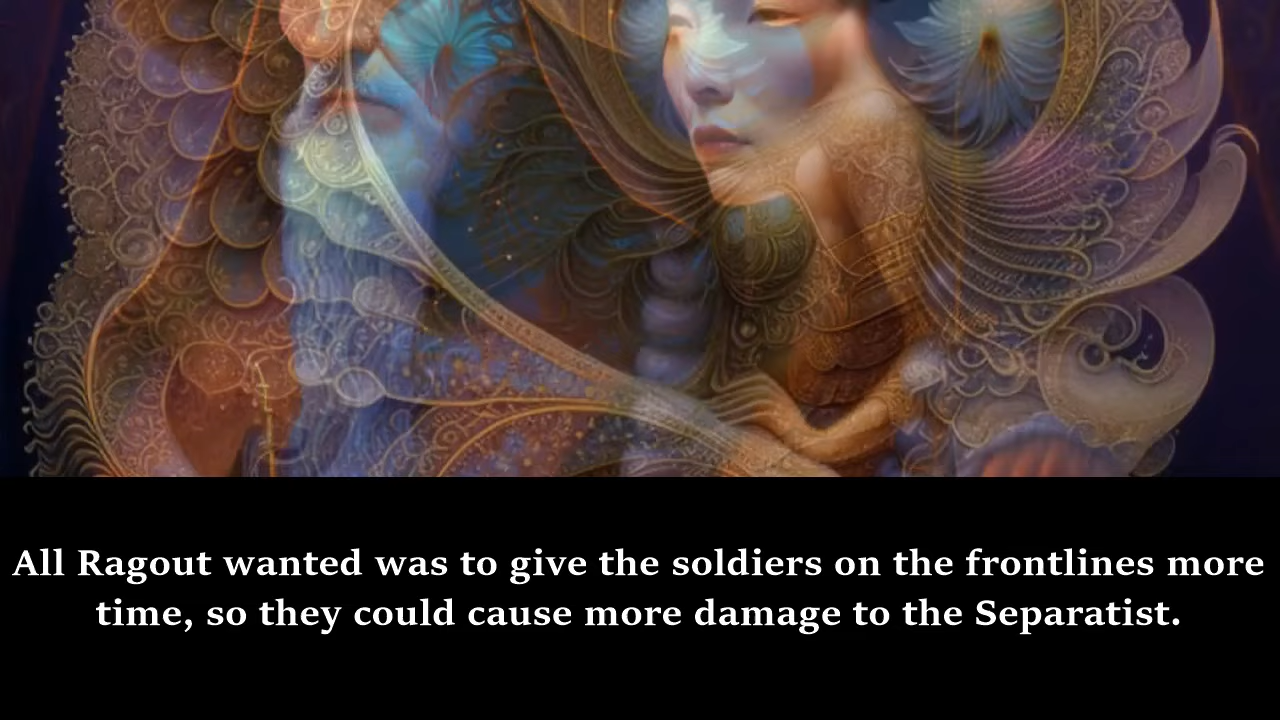 All Ragout wanted was to give the soldiers on the frontlines more
time, so they could cause more damage to the Separatist.